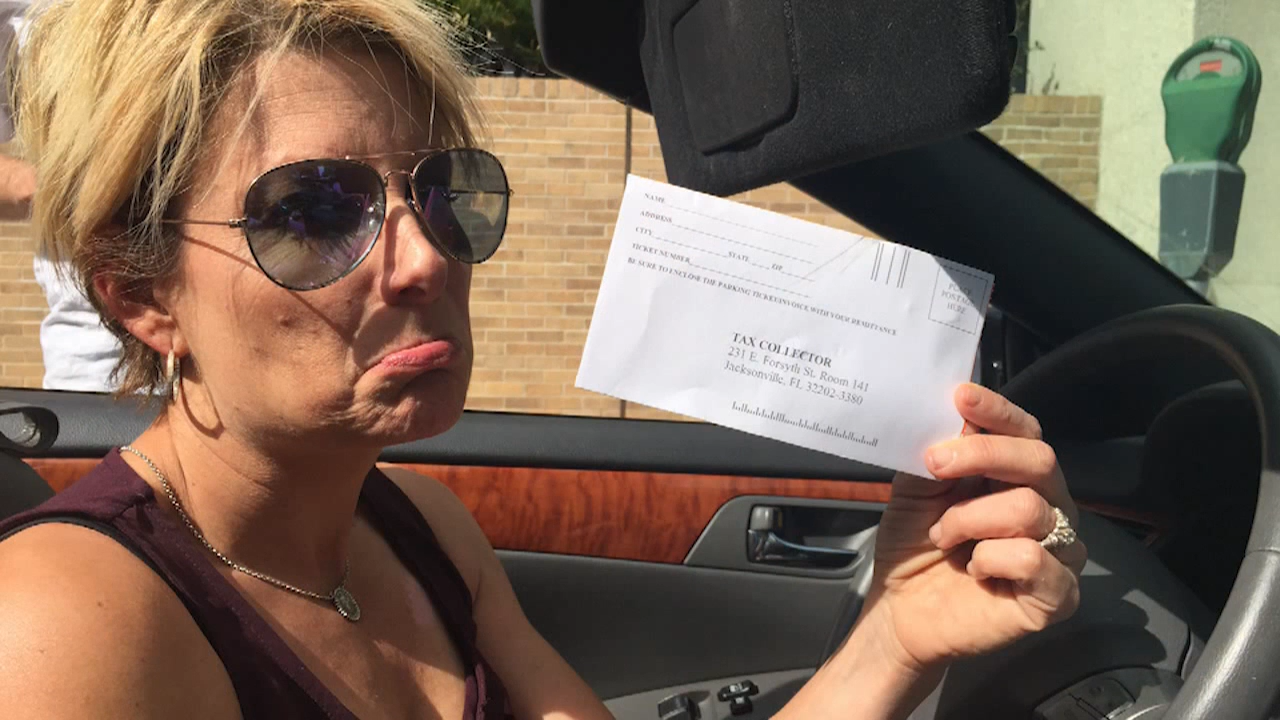 NAME
ADDRESS
CITY STATE ZIP
TICKET NUMBER
BE SURE TO ENCLOSE THE PARKING TICKET/INVOICE WITH YOUR REMITTANCE
PLACE
POSTAGE
HERE
TAX COLLECTOR
231 E. Forsyth St. Room 141
Jacksonville, FL 32202-3380